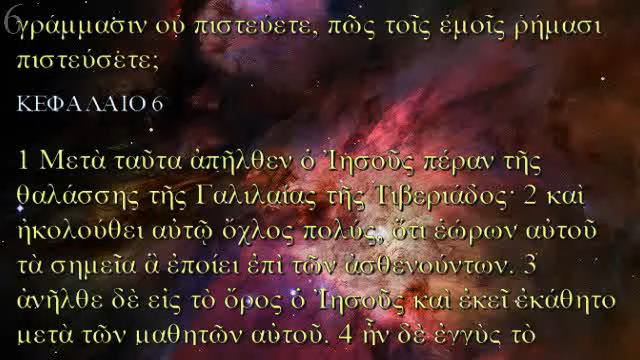 6
γράμμασιν οὐ πιστεύετε, πῶς τοῖς ἐμοῖς ῥήμασι
πιστεύσετε;
ΚΕΦΑΛΑΙΟ 6
1 Μετὰ ταῦτα ἀπῆλθεν ὁ Ἰησοῦς πέραν τῆς
θαλάσσης τῆς Γαλιλαίας τῆς Τιβεριάδος· 2 καὶ
ἠκολούθει αὐτῷ ὄχλος πολύς, ὅτι ἑώρων αὐτοῦ
τὰ σημεῖα ἃ ἐποίει ἐπὶ τῶν ἀσθενούντων. 3
ἀνῆλθε δὲ εἰς τὸ ὄρος ὁ Ἰησοῦς καὶ ἐκεῖ ἐκάθητο
μετὰ τῶν μαθητῶν αὐτοῦ. 4 ἦν δὲ ἐγγὺς τὸ